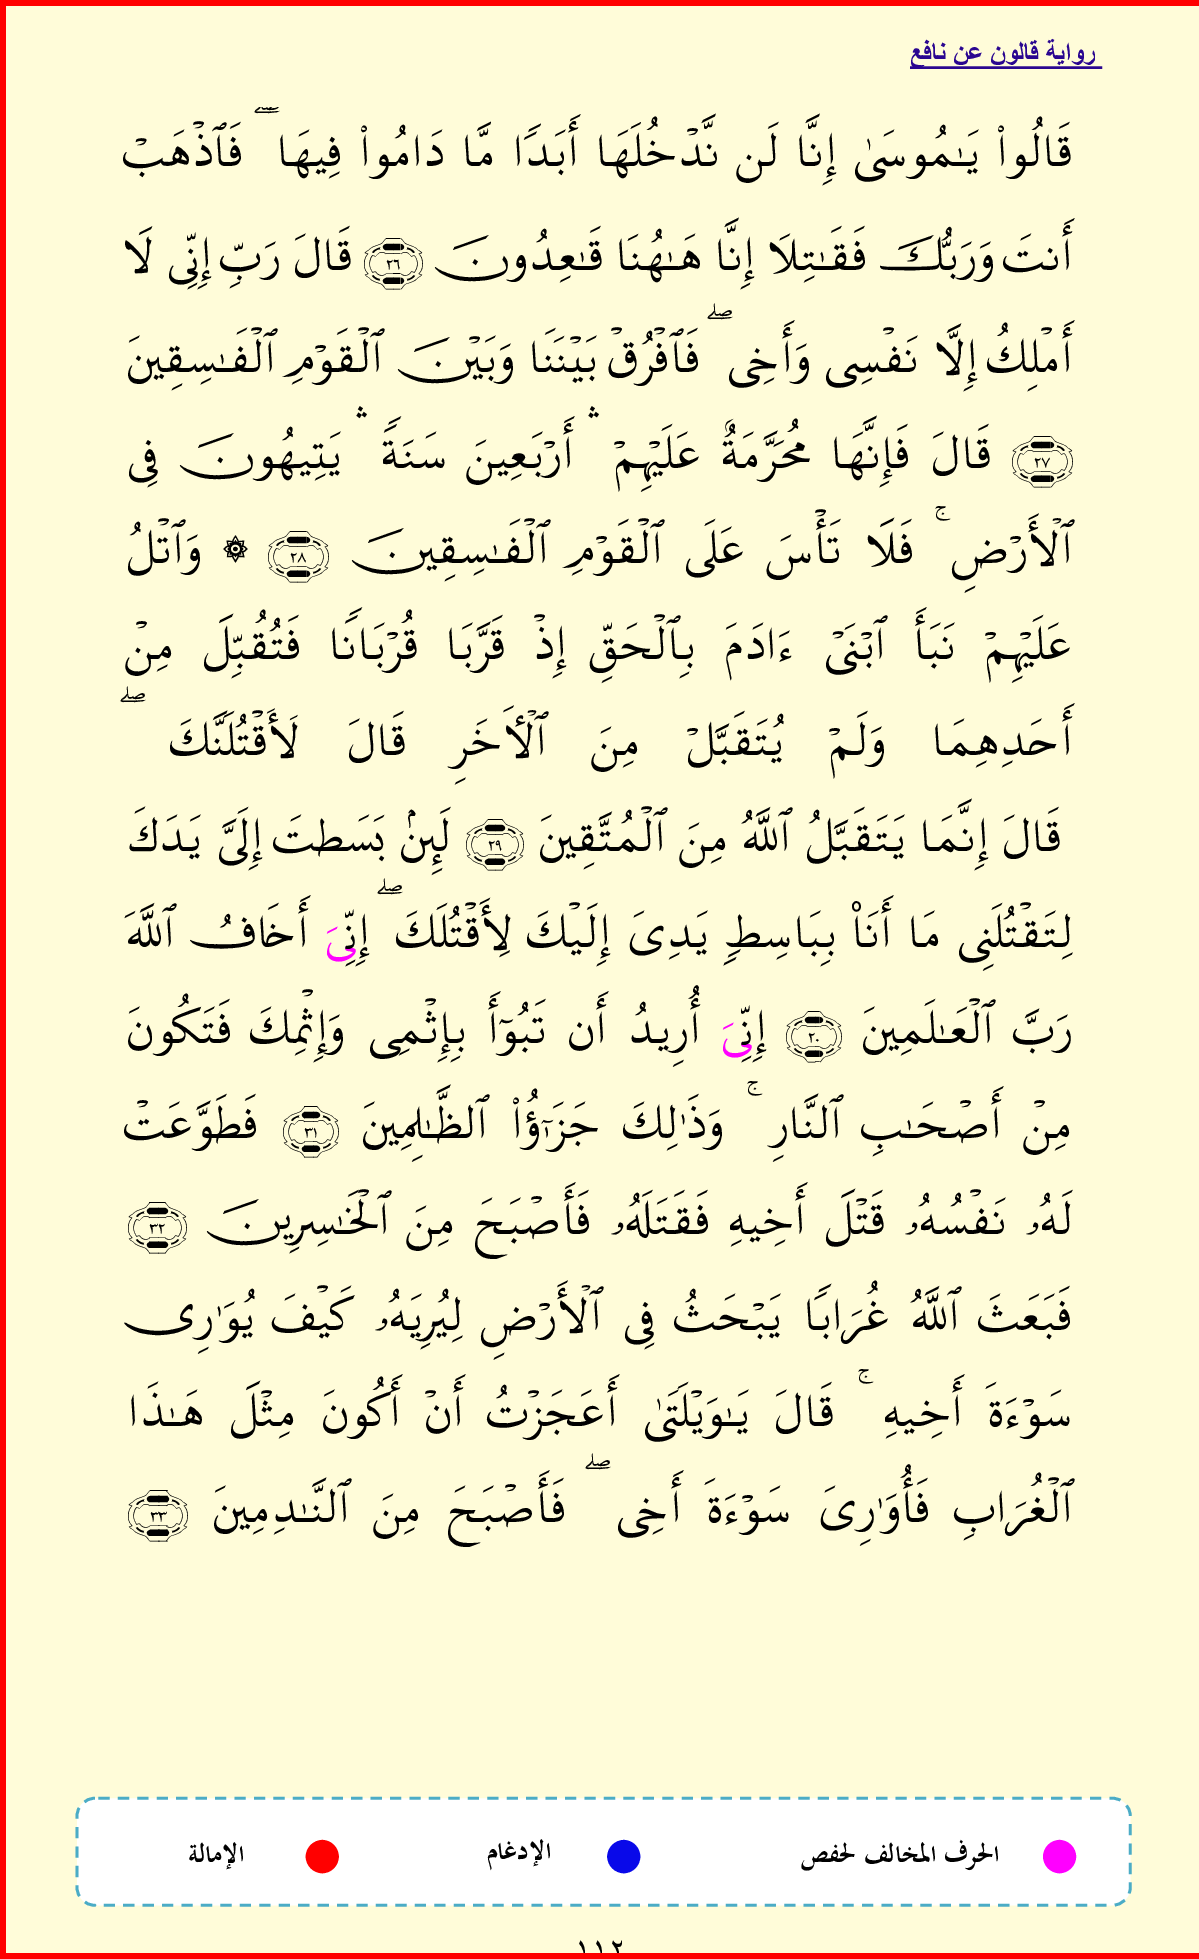 رواية قالون عن نافع
قَالُوا۟ يَـٰمُوسَىٰ إِنَّا لَن نَّدْخُلَهَا أَبَدًا مَّا دَامُوا۟ فِيهَا ۖ فَٱذْهَبْ
أَنتَ وَرَبُّكَ فَقَـٰتِلَا إِنَّا هَـٰهُنَا قَـٰعِدُونَ ٢٦ قَالَ رَبِّ إِنِّى لَا
أَمْلِكُ إِلَّا نَفْسِى وَأَخِى ۖ فَٱفْرُقْ بَيْنَنَا وَبَيْنَ ٱلْقَوْمِ ٱلْفَـٰسِقِينَ
٢٧ قَالَ فَإِنَّهَا مُحَرَّمَةٌ عَلَيْهِمْ ۛ أَرْبَعِينَ سَنَةً ۛ يَتِيهُونَ فِى
ٱلْأَرْضِ ۚ فَلَا تَأْسَ عَلَى ٱلْقَوْمِ ٱلْفَـٰسِقِينَ ٢٨ ۞ وَٱتْلُ
عَلَيْهِمْ نَبَأَ ٱبْنَىْ ءَادَمَ بِٱلْحَقِّ إِذْ قَرَّبَا قُرْبَانًا فَتُقُبِّلَ مِنْ
أَحَدِهِمَا وَلَمْ يُتَقَبَّلْ مِنَ ٱلْأَخَرِ قَالَ لَأَقْتُلَنَّكَ ۖ
قَالَ إِنَّمَا يَتَقَبَّلُ ٱللَّهُ مِنَ ٱلْمُتَّقِينَ ٢٩ لَئِنۢ بَسَطتَ إِلَىَّ يَدَكَ
لِتَقْتُلَنِى مَا أَنَا۠ بِبَاسِطٍ يَدِىَ إِلَيْكَ لِأَقْتُلَكَ ۖ إِنِّىَ أَخَافُ ٱللَّهَ
رَبَّ ٱلْعَـٰلَمِينَ ٣٠ إِنِّىَ أُرِيدُ أَن تَبُوٓأَ بِإِثْمِى وَإِثْمِكَ فَتَكُونَ
مِنْ أَصْحَـٰبِ ٱلنَّارِ ۚ وَذَٰلِكَ جَزَـٰٓؤُا۟ ٱلظَّـٰلِمِينَ ٣١ فَطَوَّعَتْ
لَهُۥ نَفْسُهُۥ قَتْلَ أَخِيهِ فَقَتَلَهُۥ فَأَصْبَحَ مِنَ ٱلْخَـٰسِرِينَ ٣٢
فَبَعَثَ ٱللَّهُ غُرَابًا يَبْحَثُ فِى ٱلْأَرْضِ لِيُرِيَهُۥ كَيْفَ يُوَٰرِى
سَوْءَةَ أَخِيهِ ۚ قَالَ يَـٰوَيْلَتَىٰ أَعَجَزْتُ أَنْ أَكُونَ مِثْلَ هَـٰذَا
ٱلْغُرَابِ فَأُوَٰرِىَ سَوْءَةَ أَخِى ۖ فَأَصْبَحَ مِنَ ٱلنَّـٰدِمِينَ ٣٣
الحرف المخالف لحفص الإدغام الإمالة
١١٢